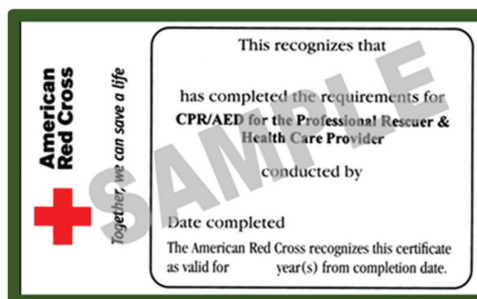 American
Red Cross
Together, we can save a life
This recognizes that
has completed the requirements for
CPR/AED for the Professional Rescuer &
Health Care Provider
conducted by
Date completed
The American Red Cross recognizes this certificate
as valid for year(s) from completion date.
SAMPLE